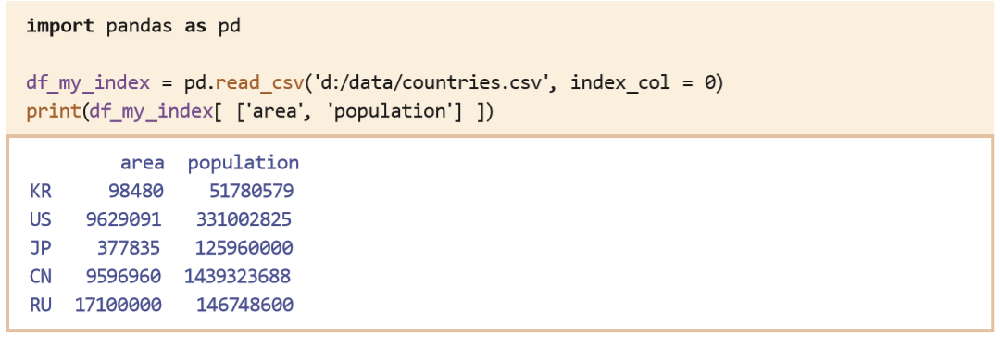 import pandas as pd
df_my_index = pd.read_csv('d:/data/countries.csv', index_col = 0)
print(df_my_index[ ['area', 'population'] ])
area population
KR 98480 51780579
US 9629091 331002825
JP 377835 125960000
CN 9596960 1439323688
RU 17100000 146748600